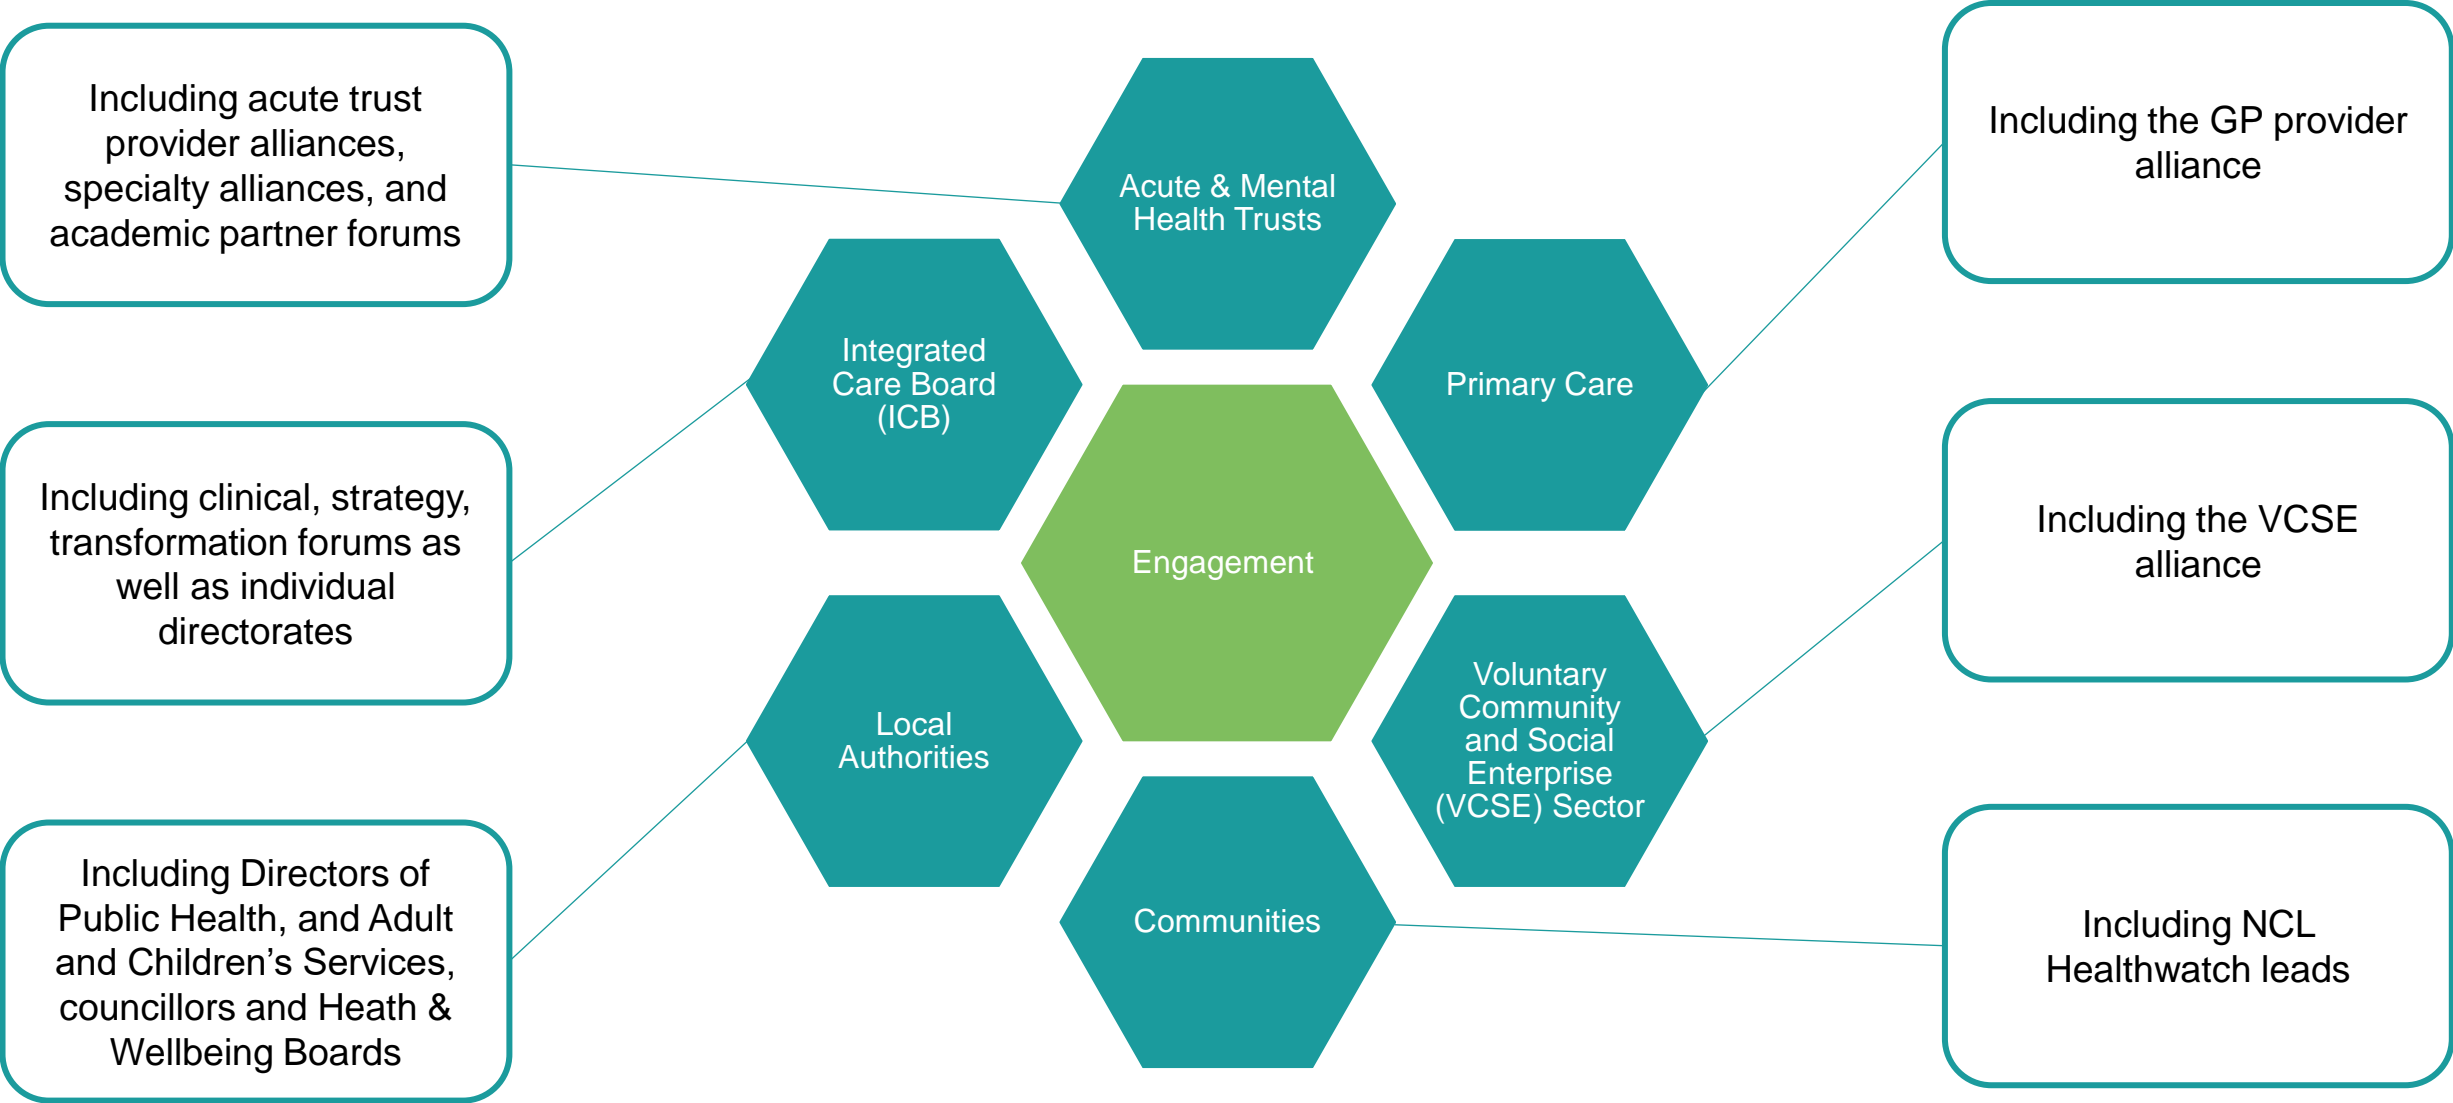 Including acute trust
provider alliances,
specialty alliances, and
academic partner forums
Including clinical, strategy,
transformation forums as
well as individual
directorates
Including Directors of
Public Health, and Adult
and Children’s Services,
councillors and Heath &
Wellbeing Boards
Acute & Mental
Health Trusts
Integrated
Care Board
(ICB)
Primary Care
Engagement
Local
Authorities
Voluntary
Community
and Social
Enterprise
(VCSE) Sector
Communities
Including the GP provider
alliance
Including the VCSE
alliance
Including NCL
Healthwatch leads